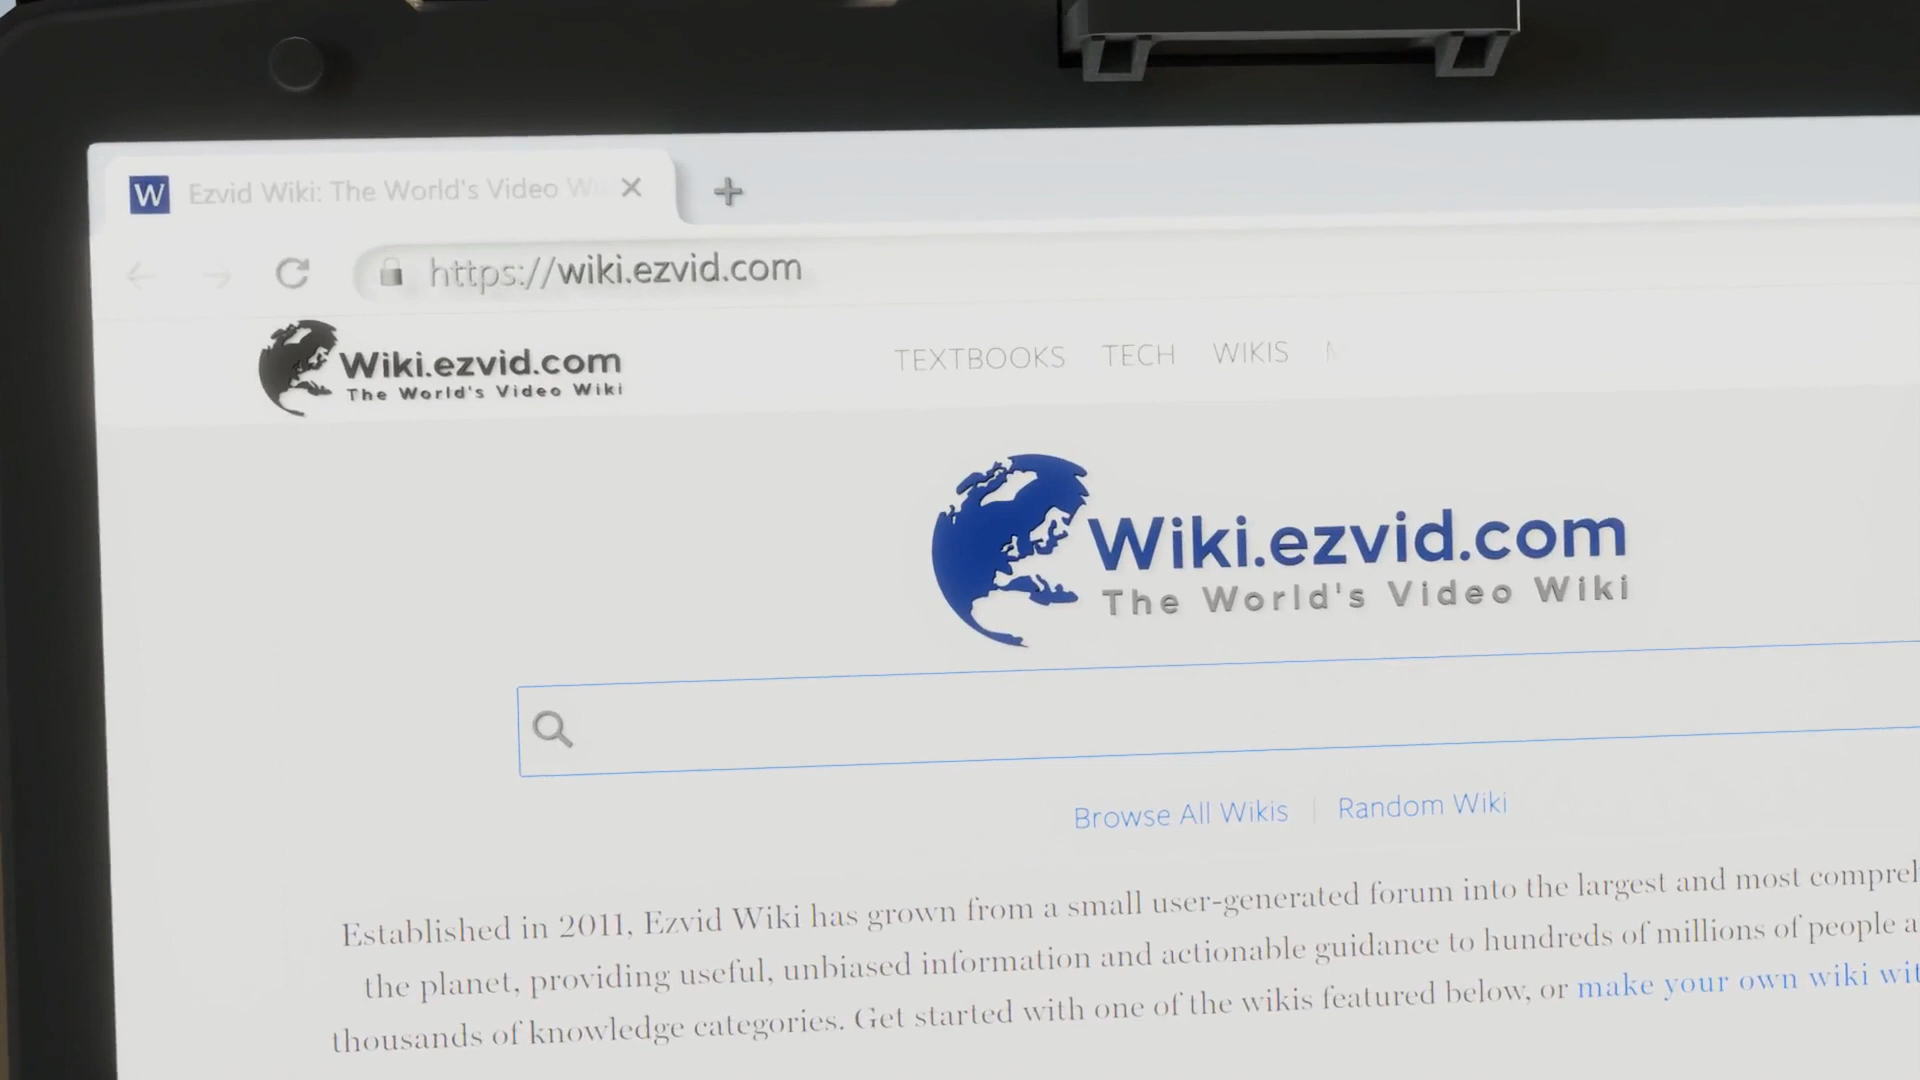 W Ezvid Wiki: The World's Video
https://wiki.ezvid.com
Wiki.ezvid.com
The World's Video Wiki
TEXTBOOKS TECH WIKIS
Wiki.ezvid.com
The World's Video Wiki
Browse All Wikis | Random Wiki
Established in 2011, Ezvid Wiki has grown from a small user-generated forum into the largest and most
the planet, providing useful, unbiased information and actionable guidance to hundreds of millions of people
thousands of knowledge categories. Get started with one of the wikis featured below, or make your own wiki